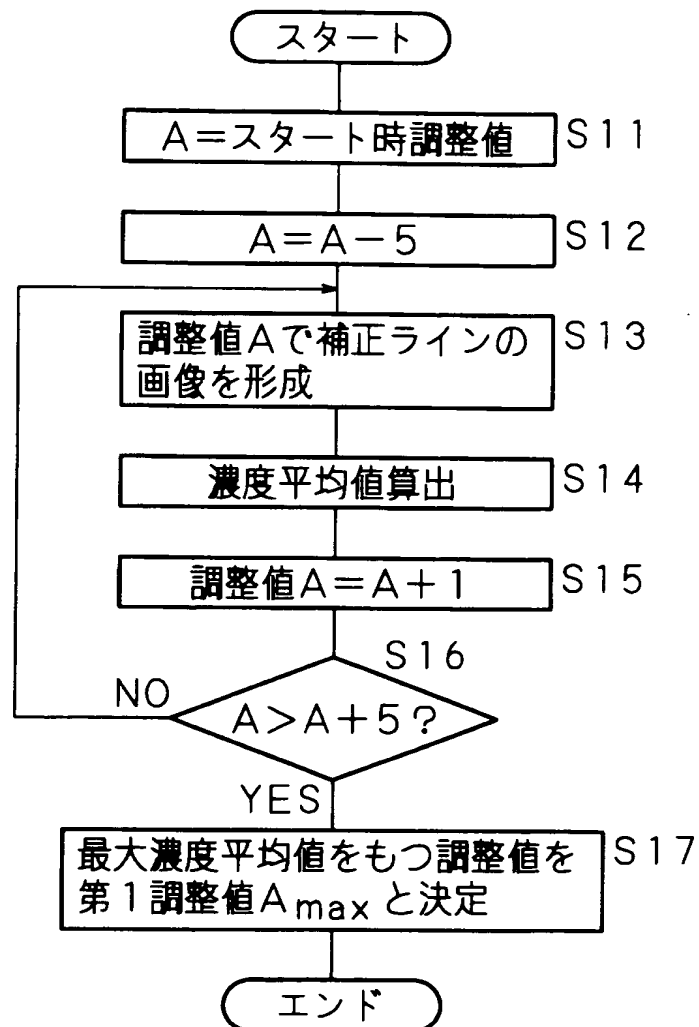 スタート
A=スタート時調整値
S11
A=A-5
S12
調整値Aで補正ラインの
画像を形成
S13
濃度平均値算出
S14
調整値A=A+1
S15
S16
NO
A>A+5?
YES
最大濃度平均値をもつ調整値を
第1調整値Amaxと決定
S17
エンド